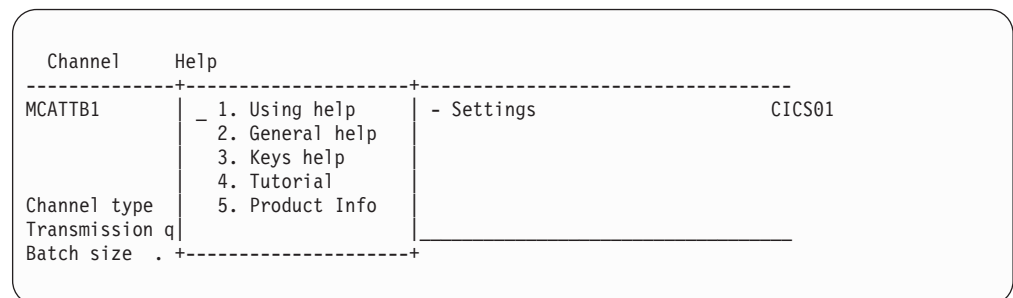 Channel Help
--------------+---------------------+-----------------------------------
MCATTB1 | _ 1. Using help | - Settings CICS01
| 2. General help |
| 3. Keys help |
| 4. Tutorial |
Channel type | 5. Product Info |
Transmission q| |___________________________________
Batch size . +---------------------+